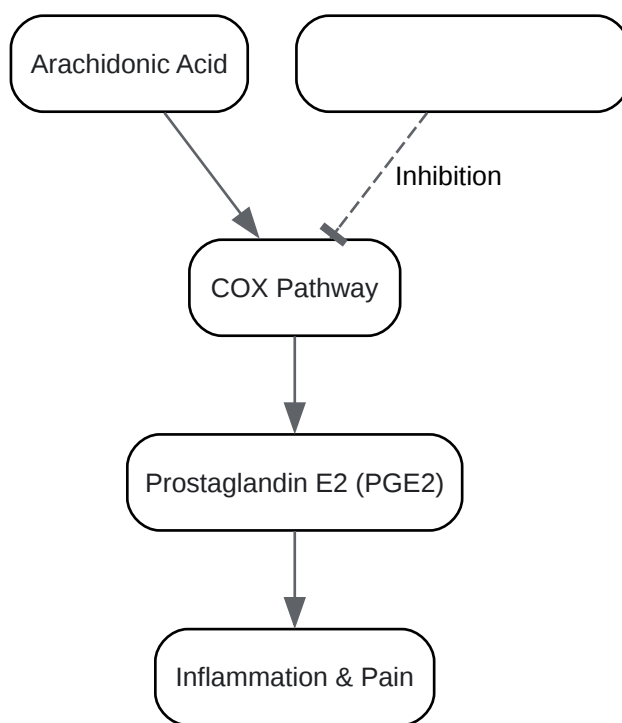 Arachidonic Acid
Inhibition
COX Pathway
Prostaglandin E2 (PGE2)
Inflammation & Pain